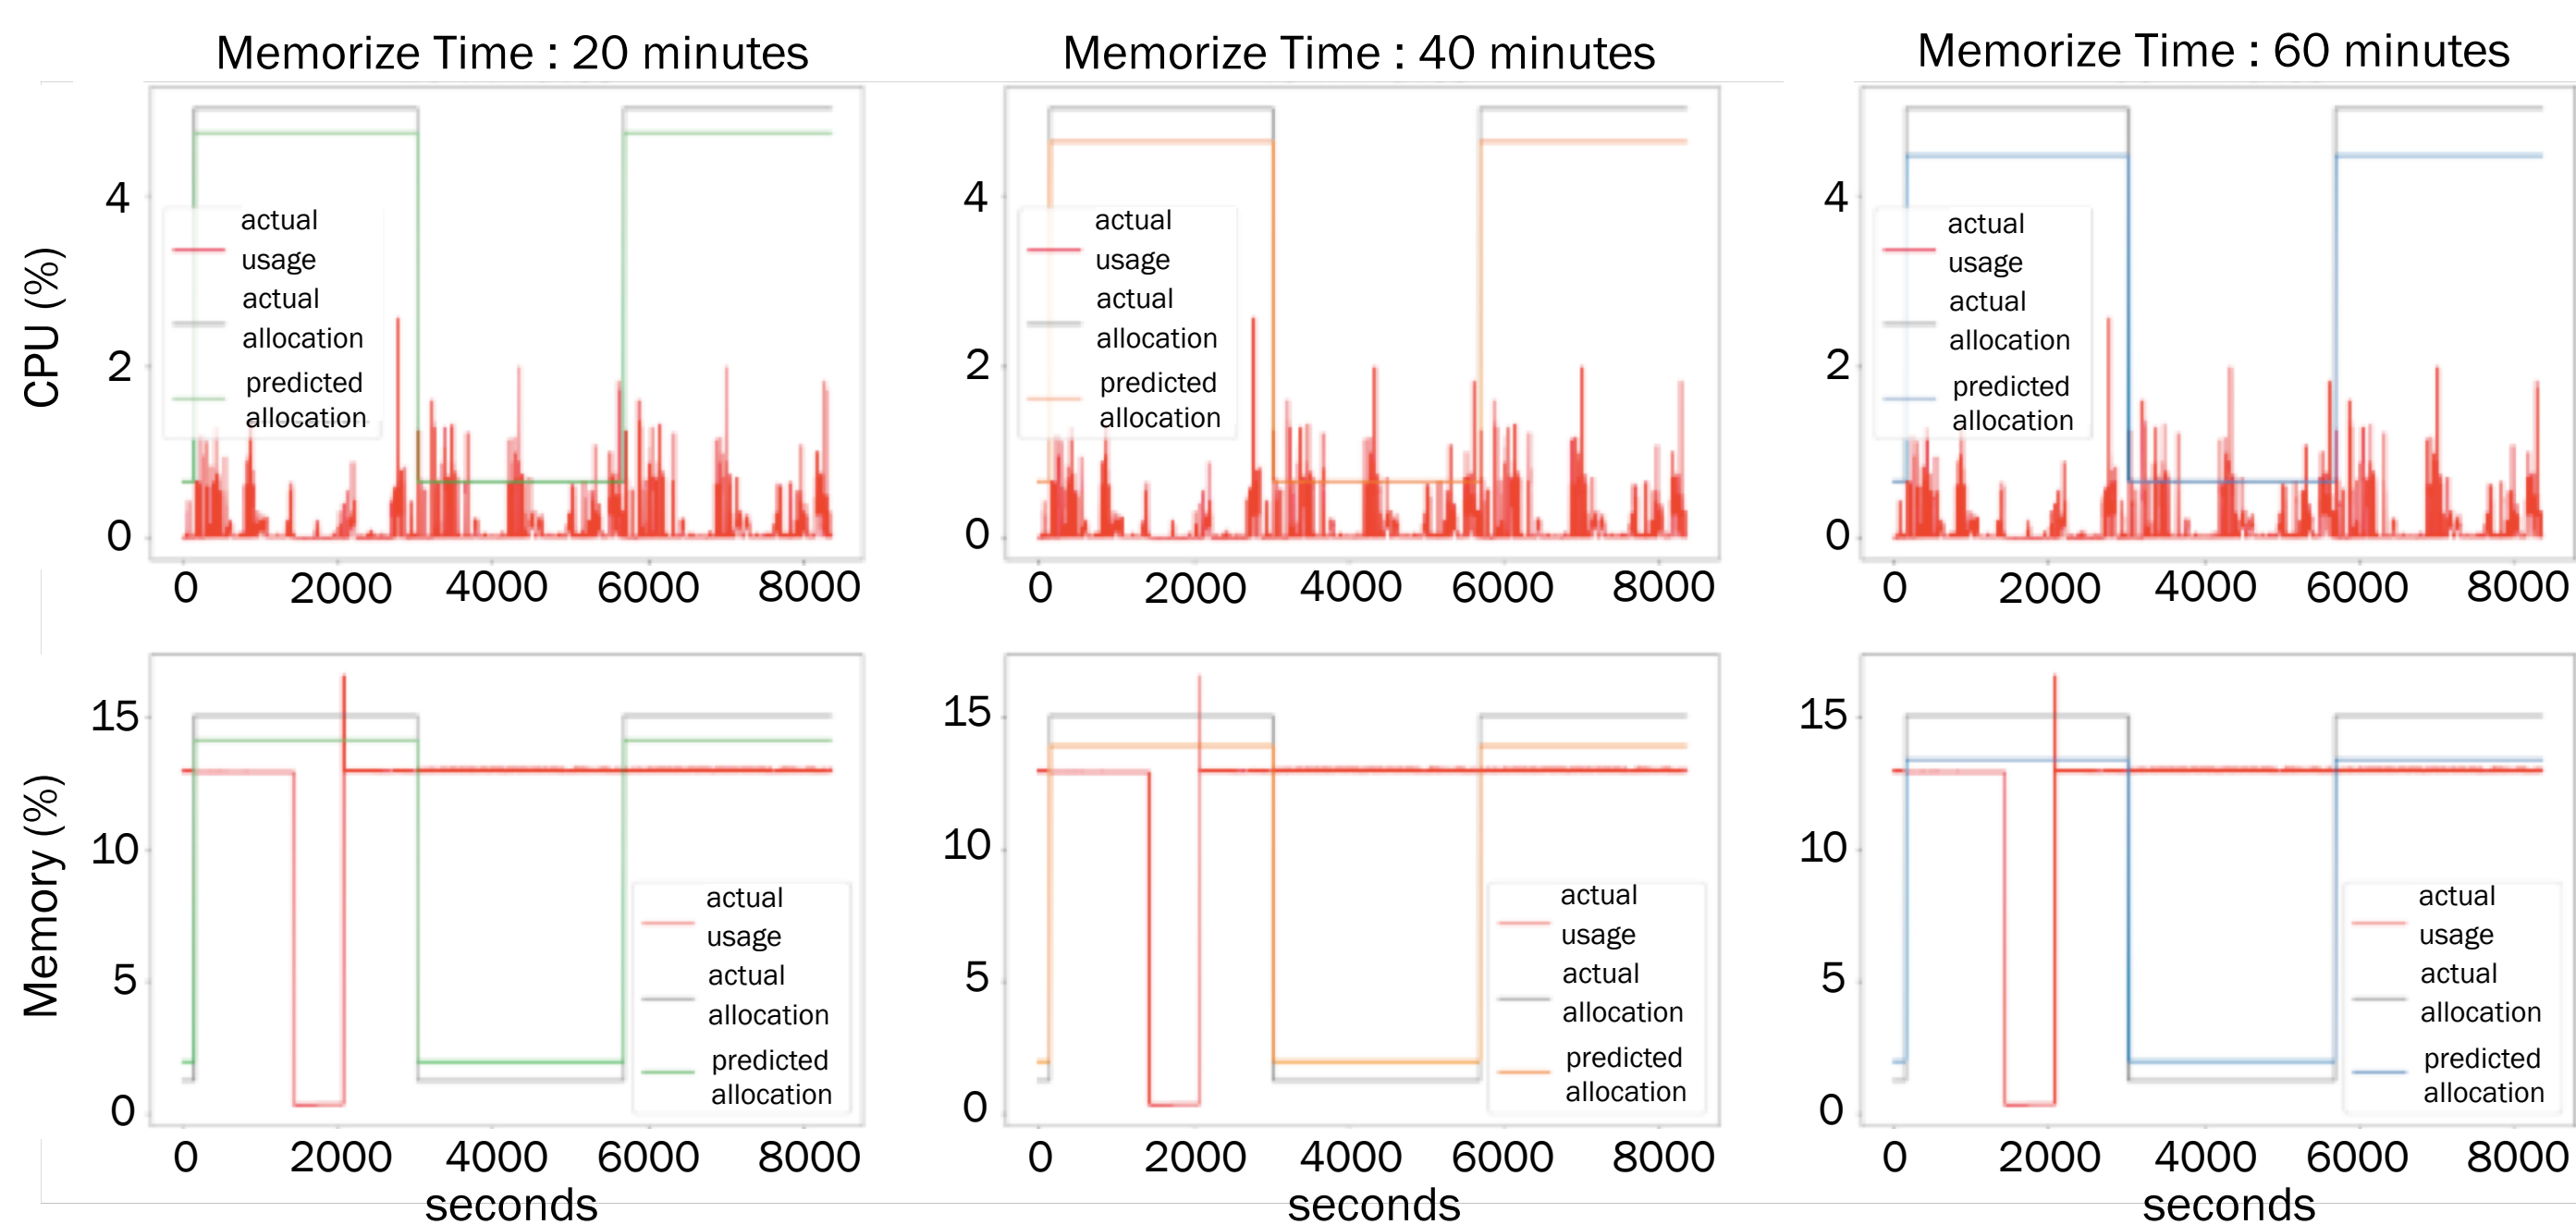 Memorize Time : 20 minutes
Memorize Time : 40 minutes
Memorize Time : 60 minutes
CPU (%)
4
2
0
actual
usage
actual
allocation
predicted
allocation
0 2000 4000 6000 8000
4
2
0
actual
usage
actual
allocation
predicted
allocation
0 2000 4000 6000 8000
4
2
0
actual
usage
actual
allocation
predicted
allocation
0 2000 4000 6000 8000
Memory (%)
15
10
5
0
actual
usage
actual
allocation
predicted
allocation
0 2000 4000 6000 8000
seconds
15
10
5
0
actual
usage
actual
allocation
predicted
allocation
0 2000 4000 6000 8000
seconds
15
10
5
0
actual
usage
actual
allocation
predicted
allocation
0 2000 4000 6000 8000
seconds